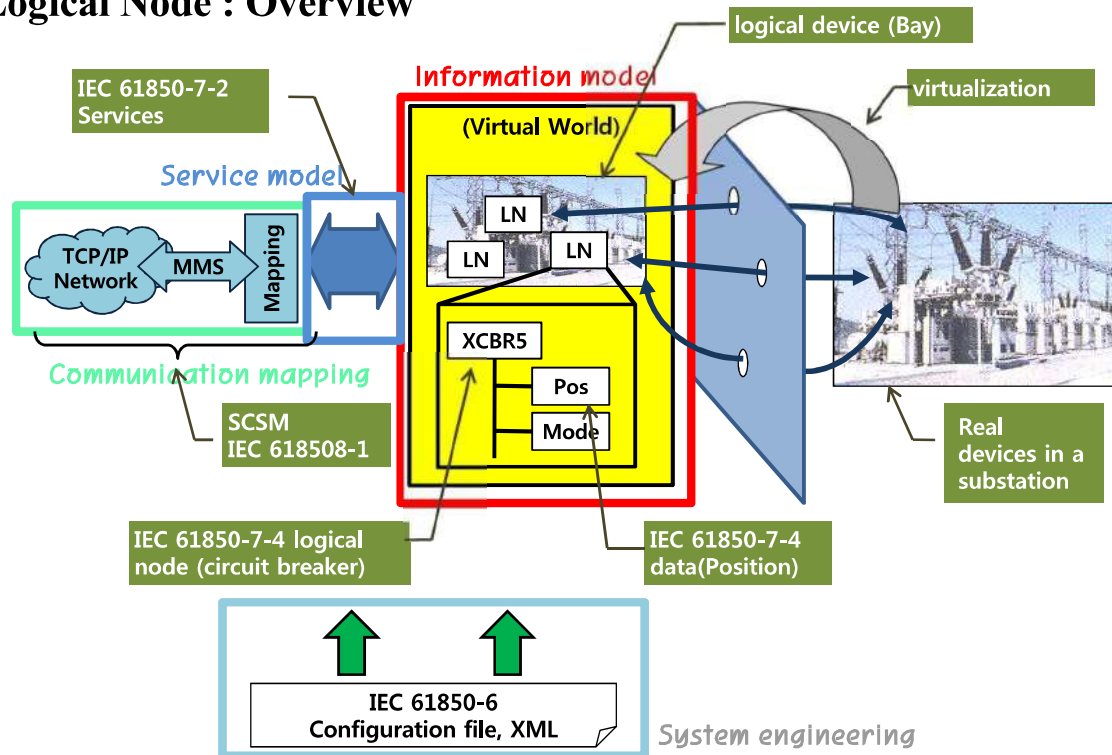 Logical Node : Overview
logical device (Bay)
IEC 61850-7-2
Services
Information model
virtualization
(Virtual World)
Service model
LN
LN
LN
TCP/IP
Network
MMS
Mapping
XCBR5
Pos
Mode
Communication mapping
SCSM
IEC 618508-1
Real
devices in a
substation
IEC 61850-7-4 logical
node (circuit breaker)
IEC 61850-7-4
data(Position)
IEC 61850-6
Configuration file, XML
System engineering